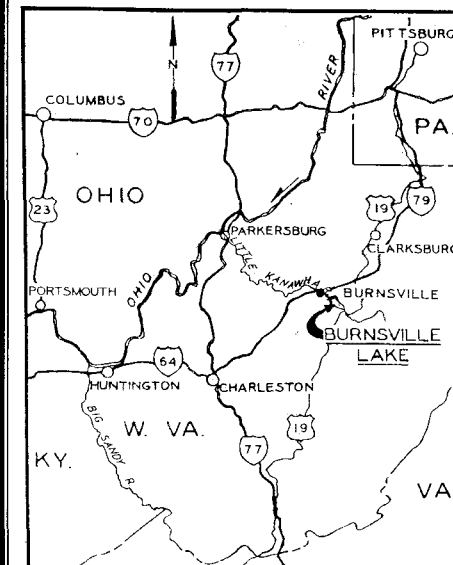 PITTSBURG
N
77
RIVER
COLUMBUS
70
PA.
OHIO
23
19
79
PARKERSBURG
CLARKSBURG
LITTLE KANAWHA
OHIO
PORTSMOUTH
BURNSVILLE
BURNSVILLE
LAKE
64
HUNTINGTON
CHARLESTON
BIG SANDY R.
W. VA.
19
KY.
77
VA